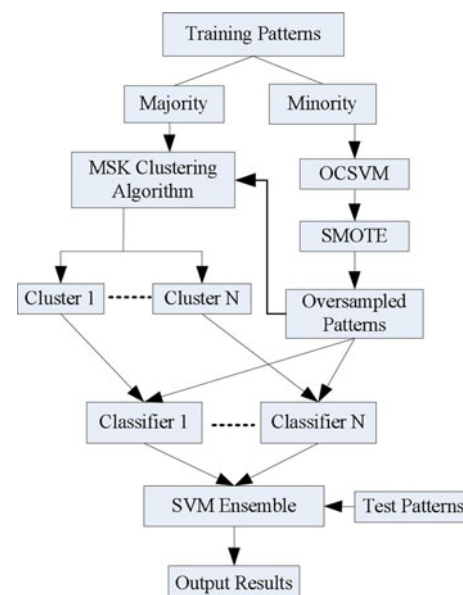 Training Patterns
Majority
Minority
MSK Clustering
Algorithm
OCSVM
SMOTE
Cluster 1
Cluster N
Oversampled
Patterns
Classifier 1
Classifier N
SVM Ensemble
Test Patterns
Output Results